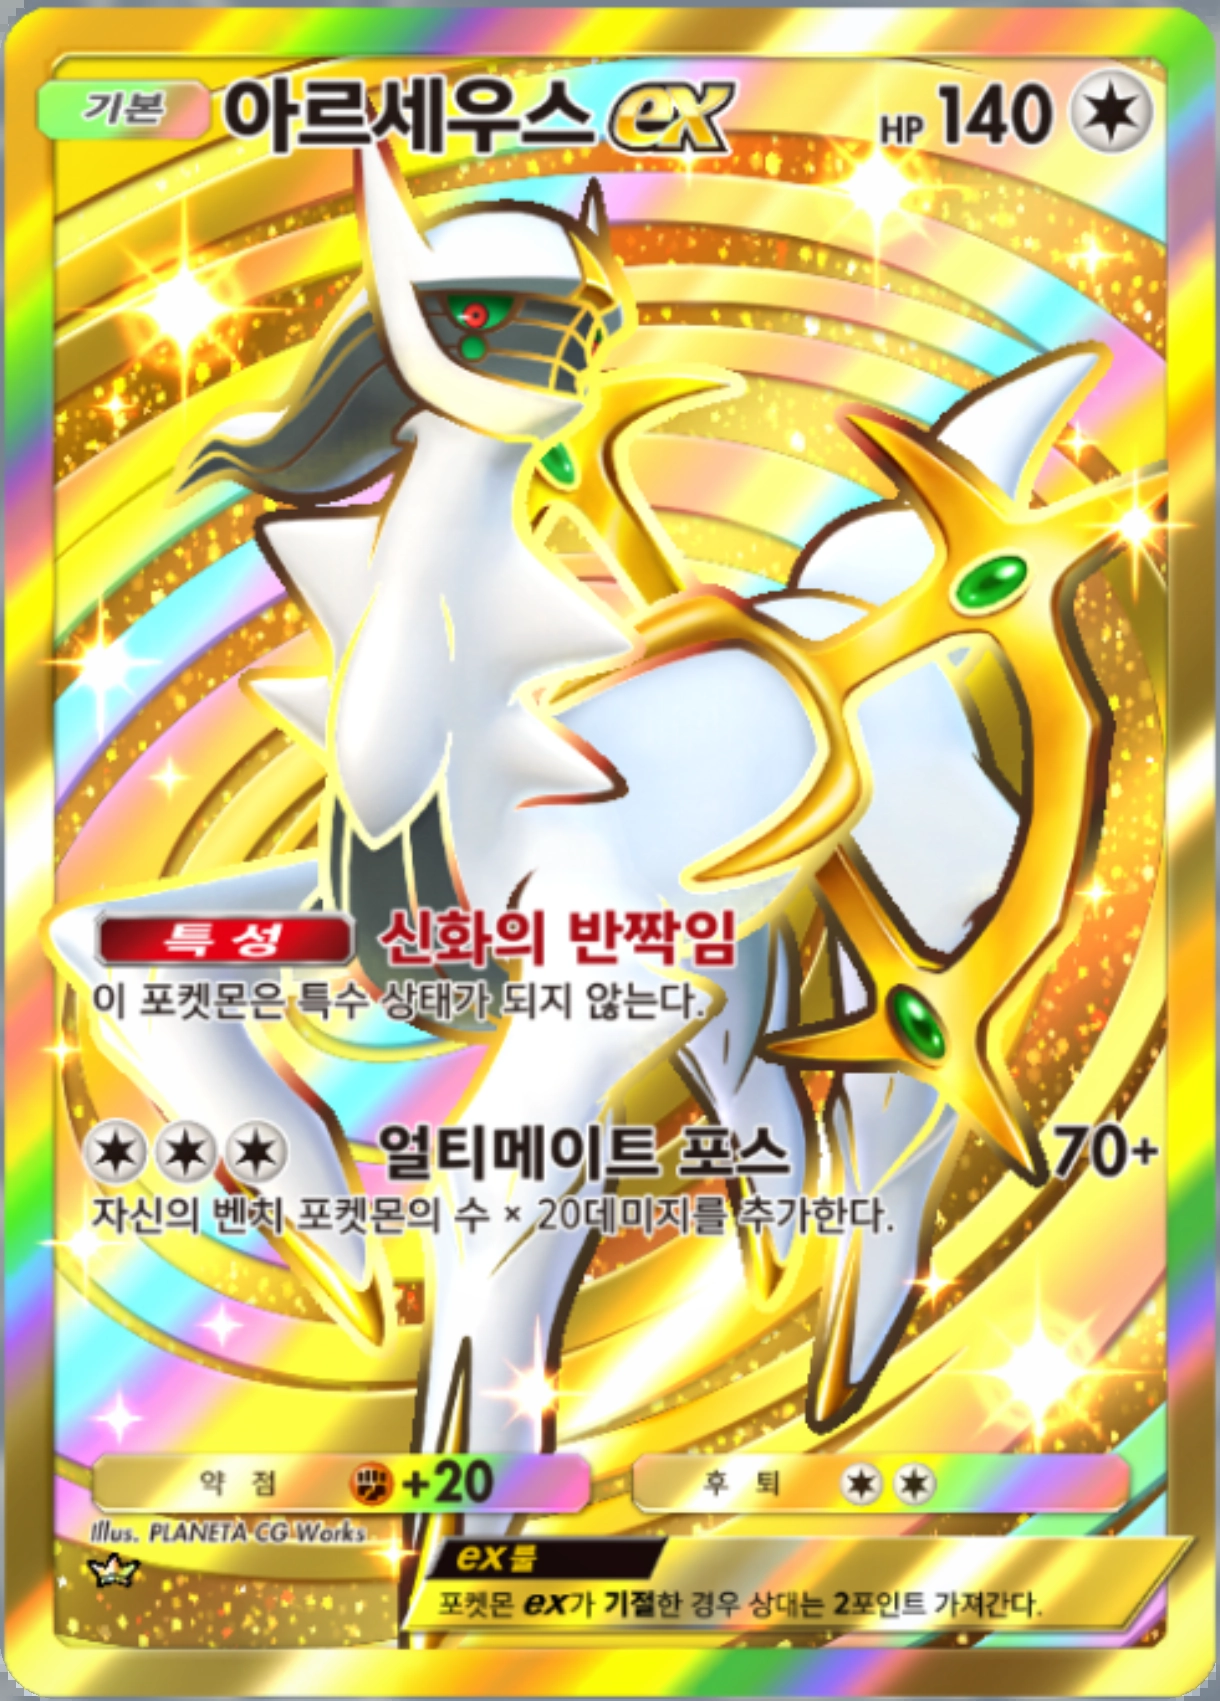 기본 아르세우스 ex HP 140
특성 신화의 반짝임
이 포켓몬은 특수 상태가 되지 않는다.
얼티메이트 포스 70+
자신의 벤치 포켓몬의 수 × 20데미지를 추가한다.
약점 +20 후퇴
Illus. PLANETA CG Works
ex룰
포켓몬 ex가 기절한 경우 상대는 2포인트 가져간다.